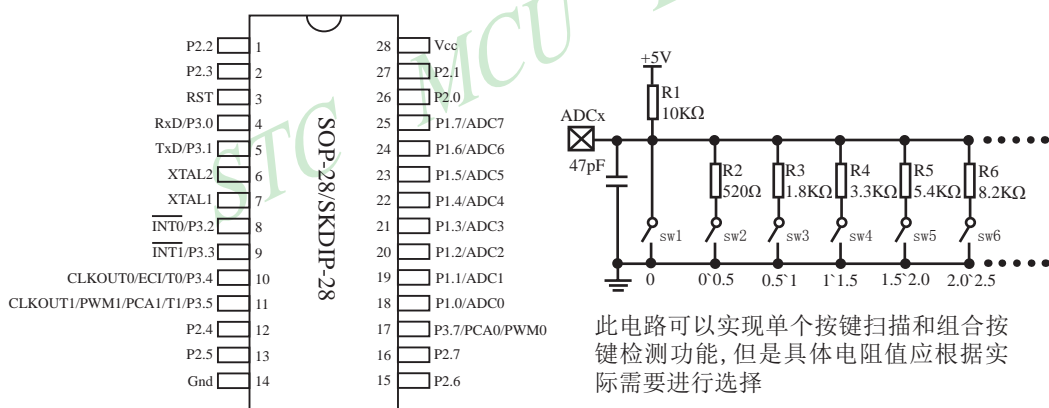 STC MCU
P2.2 1
P2.3 2
RST 3
RxD/P3.0 4
TxD/P3.1 5
XTAL2 6
XTAL1 7
INT0/P3.2 8
INT1/P3.3 9
CLKOUT0/ECI/T0/P3.4 10
CLKOUT1/PWM1/PCA1/T1/P3.5 11
P2.4 12
P2.5 13
Gnd 14
SOP-28/SKDIP-28
28 Vcc
27 P2.1
26 P2.0
25 P1.7/ADC7
24 P1.6/ADC6
23 P1.5/ADC5
22 P1.4/ADC4
21 P1.3/ADC3
20 P1.2/ADC2
19 P1.1/ADC1
18 P1.0/ADC0
17 P3.7/PCA0/PWM0
16 P2.7
15 P2.6
+5V
R1
10KΩ
ADCx
47pF
R2 R3 R4 R5 R6
520Ω 1.8KΩ 3.3KΩ 5.4KΩ 8.2KΩ
sw1 sw2 sw3 sw4 sw5 sw6
0 0`0.5 0.5`1 1`1.5 1.5`2.0 2.0`2.5
此电路可以实现单个按键扫描和组合按
键检测功能,但是具体电阻值应根据实
际需要进行选择